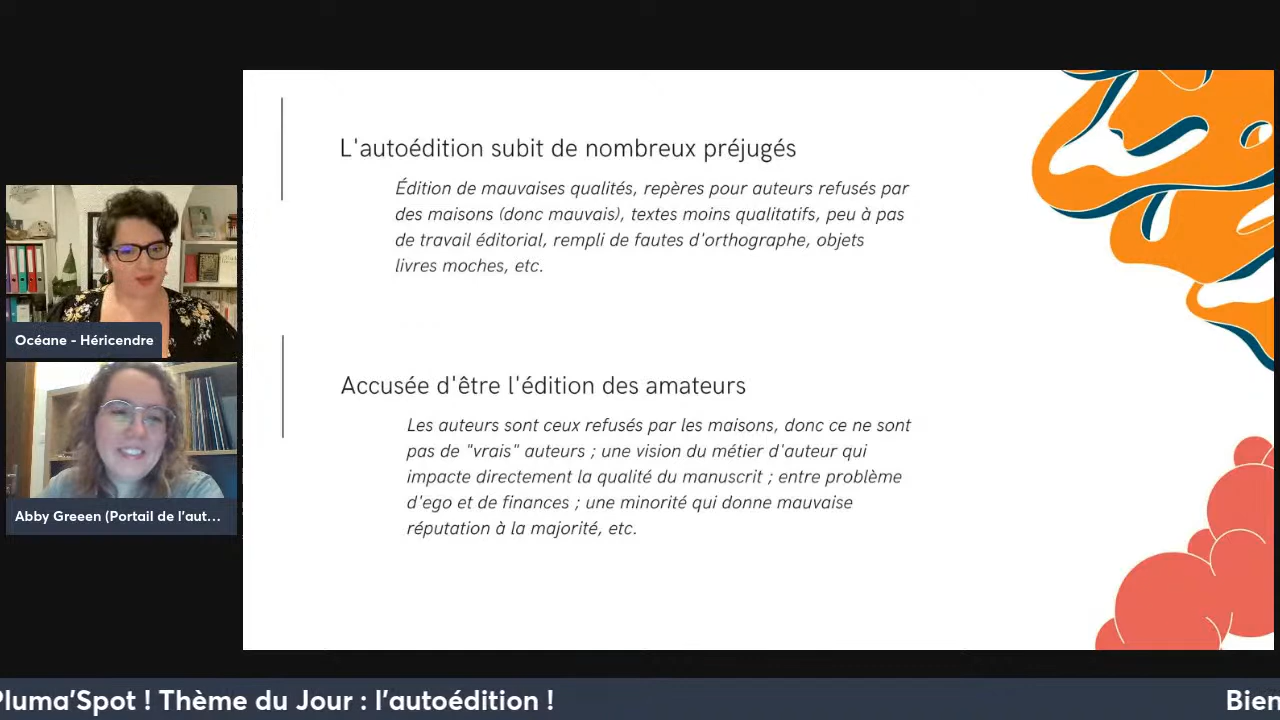 L'autoédition subit de nombreux préjugés
Édition de mauvaises qualités, repères pour auteurs refusés par
des maisons (donc mauvais), textes moins qualitatifs, peu à pas
de travail éditorial, rempli de fautes d'orthographe, objets
livres moches, etc.
Océane - Héricendre
Accusée d'être l'édition des amateurs
Les auteurs sont ceux refusés par les maisons, donc ce ne sont
pas de "vrais" auteurs ; une vision du métier d'auteur qui
impacte directement la qualité du manuscrit ; entre problème
d'ego et de finances ; une minorité qui donne mauvaise
réputation à la majorité, etc.
Abby Greeen (Portail de l'aut...
Pluma'Spot ! Thème du Jour : l'autoédition !
Bien